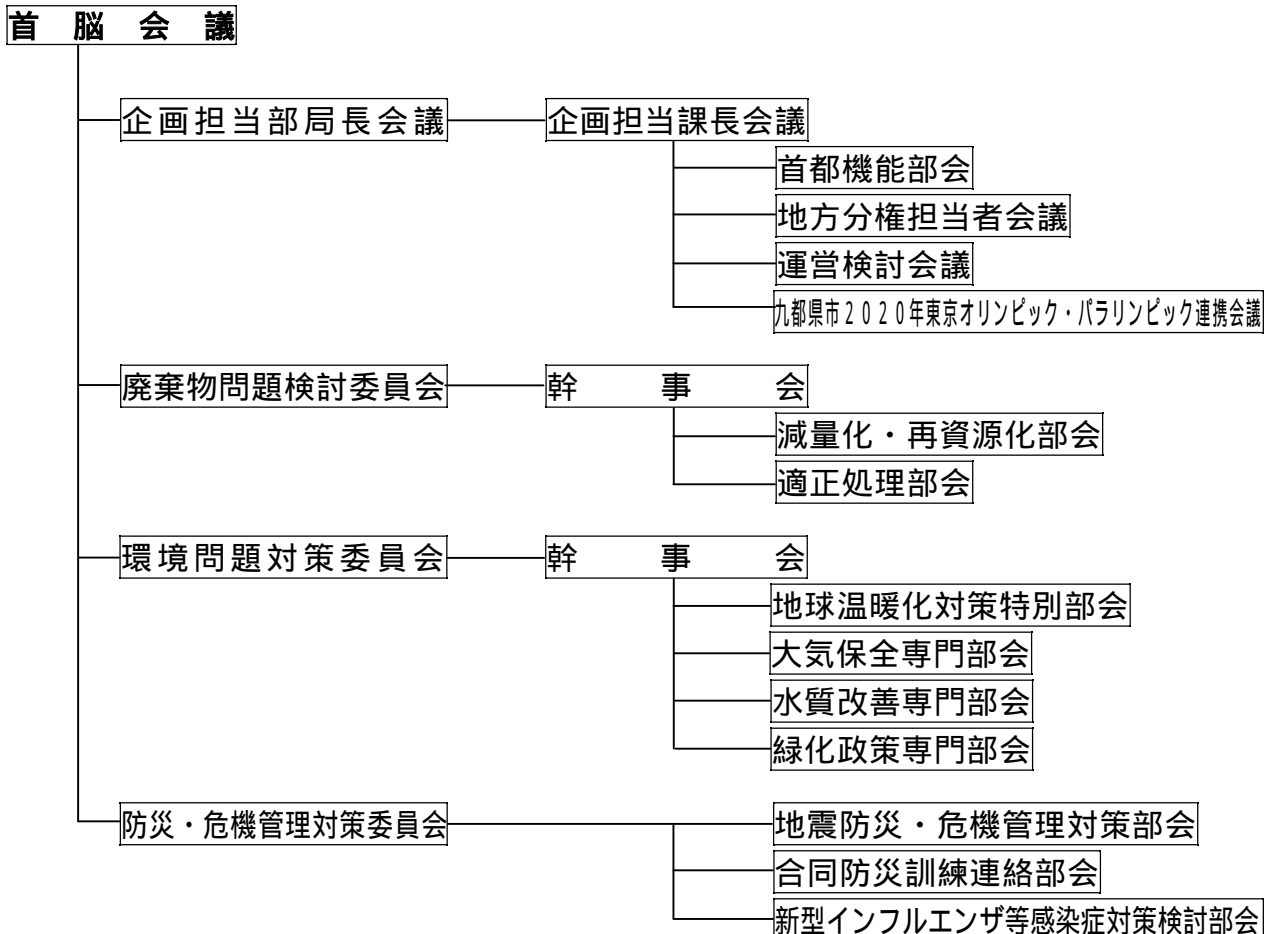 首脳会議
企画担当部局長会議 企画担当課長会議
首都機能部会
地方分権担当者会議
運営検討会議
九都県市2020年東京オリンピック・パラリンピック連携会議
廃棄物問題検討委員会 幹事会
減量化・再資源化部会
適正処理部会
環境問題対策委員会 幹事会
地球温暖化対策特別部会
大気保全専門部会
水質改善専門部会
緑化政策専門部会
防災・危機管理対策委員会 地震防災・危機管理対策部会
合同防災訓練連絡部会
新型インフルエンザ等感染症対策検討部会